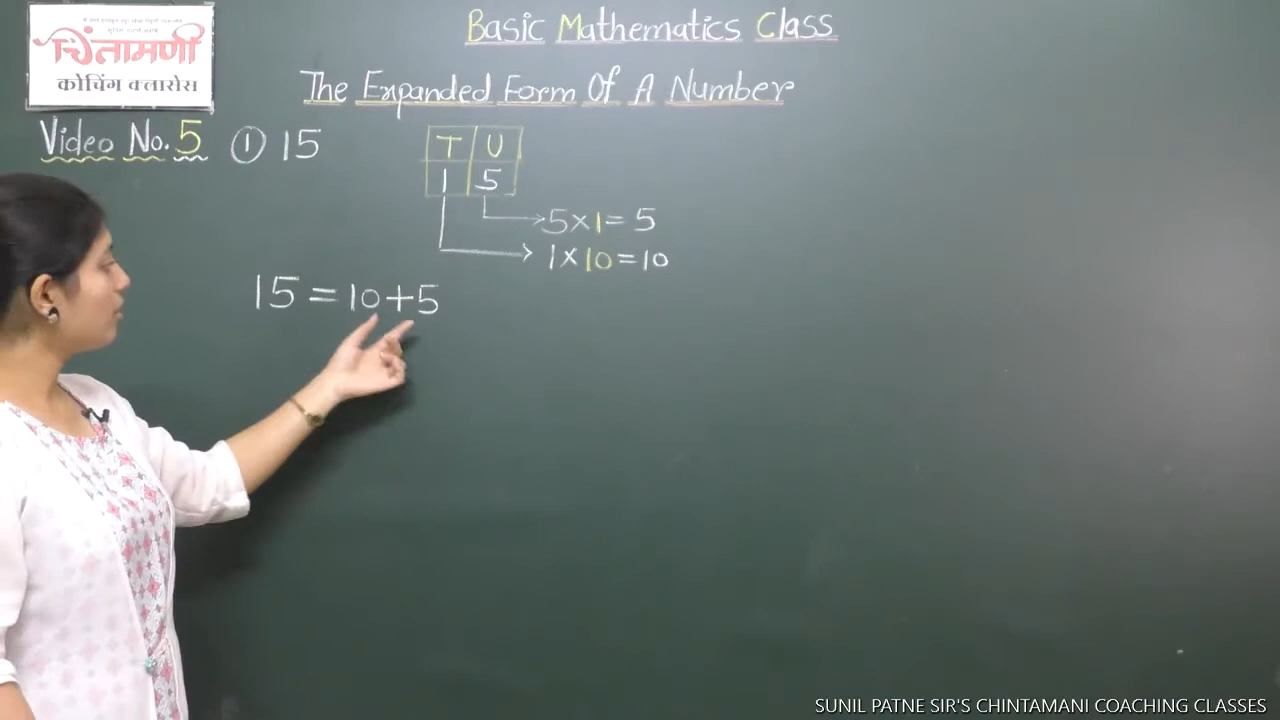 Basic Mathematics Class
चिंतामणी
कोचिंग क्लासेस
The Expanded Form Of A Number
Video No. 5 ① 15
T U
1 5
5×1=5
1×10=10
15=10+5
SUNIL PATNE SIR'S CHINTAMANI COACHING CLASSES